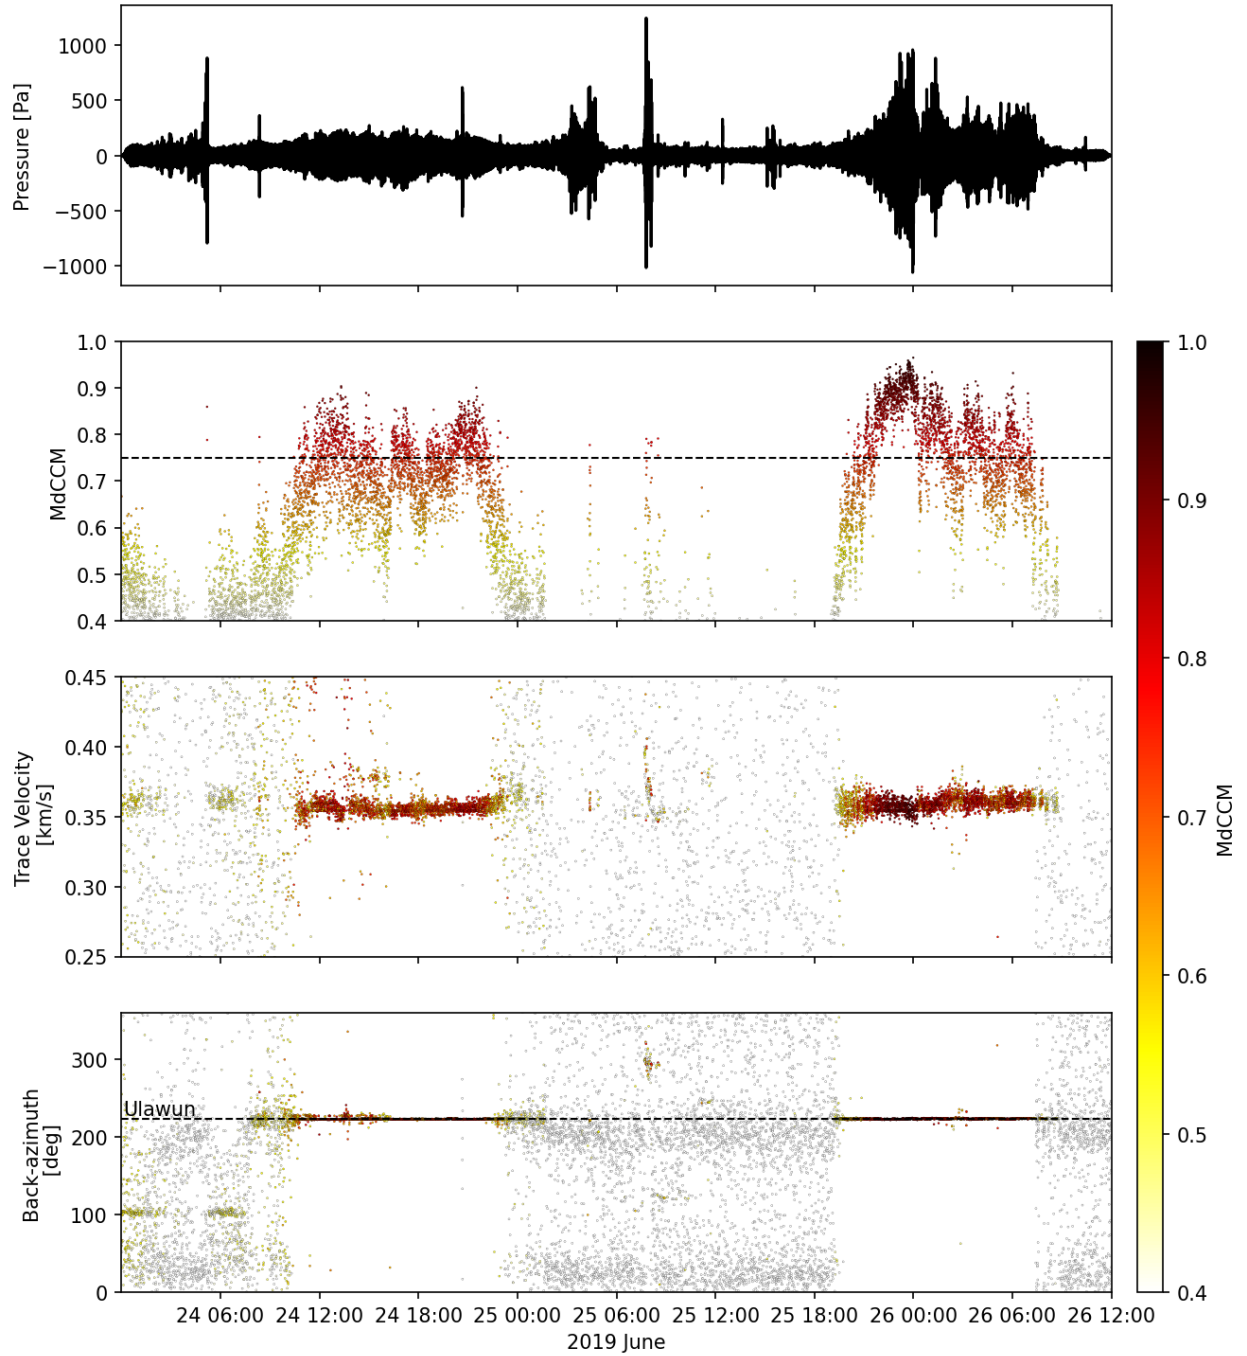 1000
500
0
−500
−1000
Pressure [Pa]
1.0
0.9
0.8
0.7
0.6
0.5
0.4
MdCCM
1.0
0.9
0.8
0.7
0.6
0.5
0.4
MdCCM
0.45
0.40
0.35
0.30
0.25
Trace Velocity
[km/s]
300
200
100
0
Back-azimuth
[deg]
Ulawun
24 06:00 24 12:00 24 18:00 25 00:00 25 06:00 25 12:00 25 18:00 26 00:00 26 06:00 26 12:00
2019 June